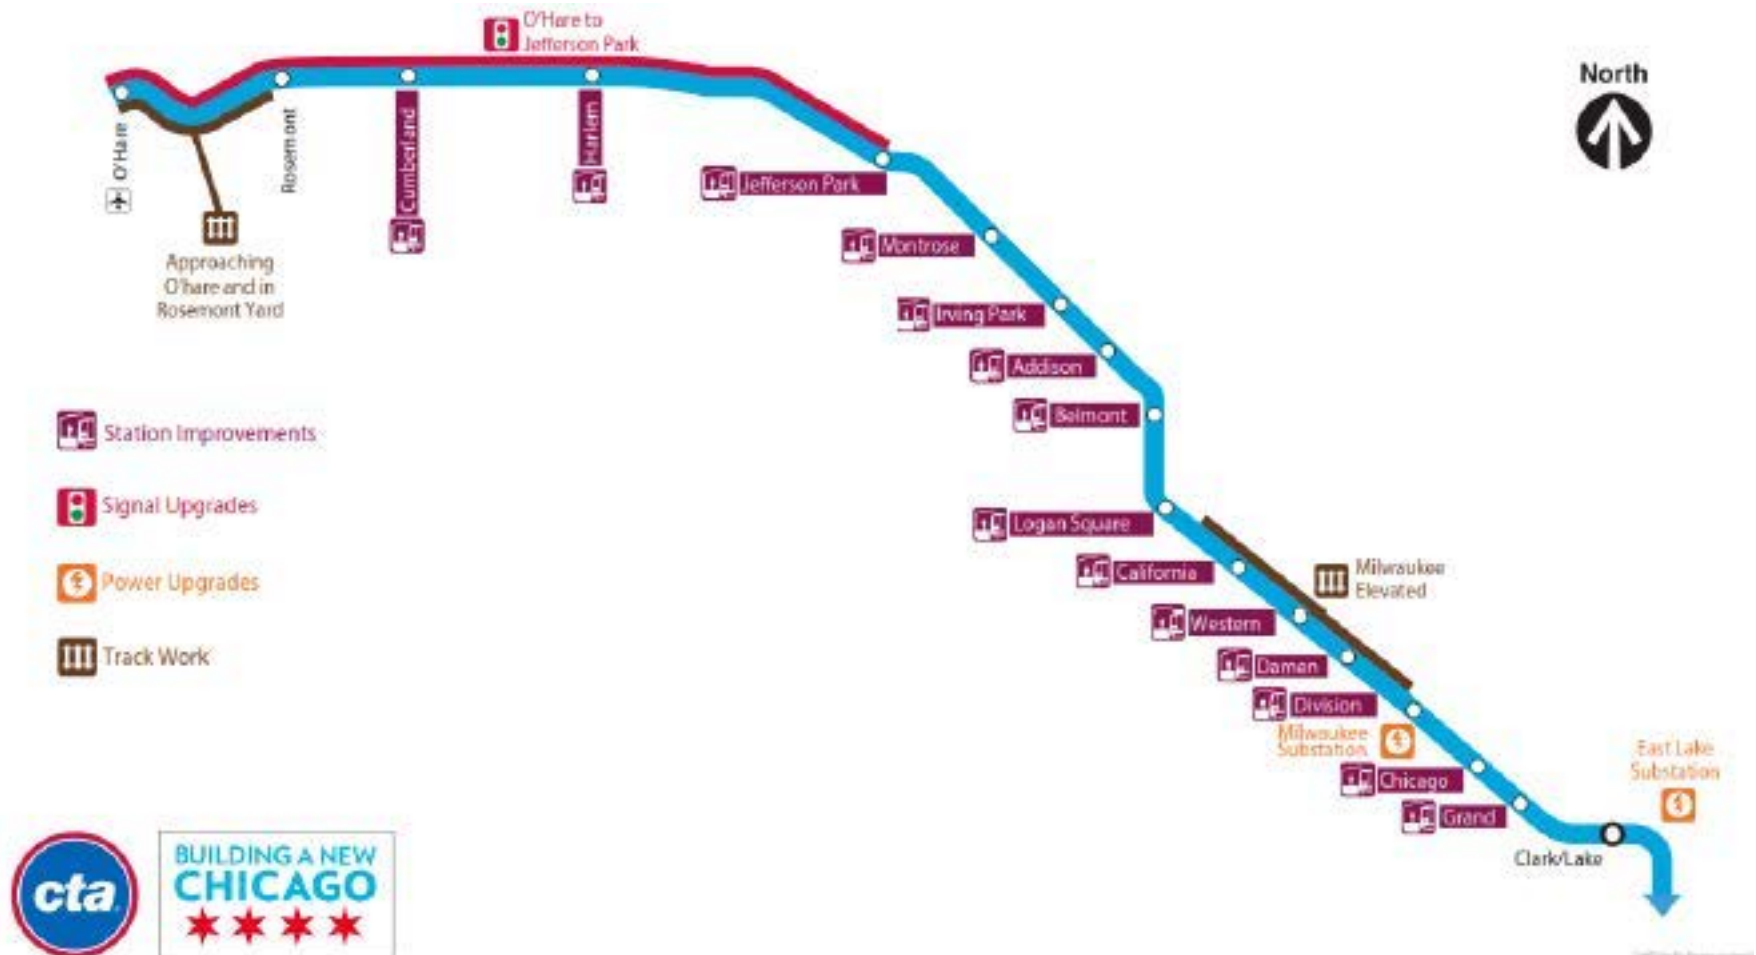 O'Hare to
Jefferson Park
North
O'Hare
Rosemont
Cumberland
Harlem
Jefferson Park
Approaching
O'hare and in
Rosemont Yard
Montrose
Irving Park
Addison
Belmont
Station Improvements
Signal Upgrades
Power Upgrades
Track Work
Logan Square
California
Milwaukee
Elevated
Western
Damen
Division
Milwaukee
Substation
East Lake
Substation
Chicago
Grand
Clark/Lake
cta
BUILDING A NEW
CHICAGO